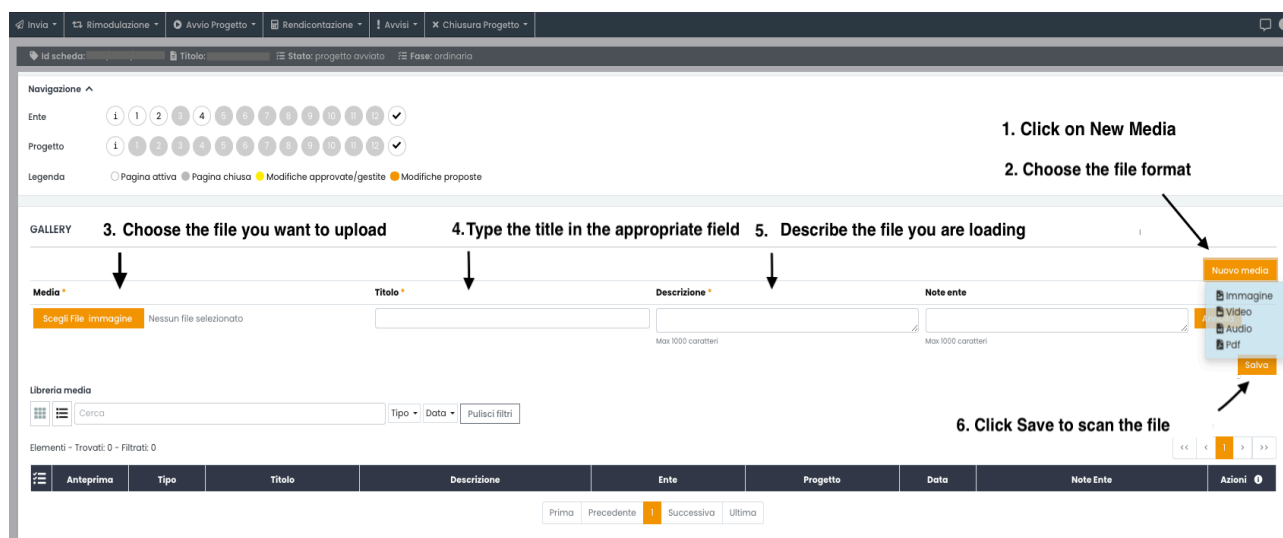 Invia Rimodulazione Avvio Progetto Rendicontazione Avvisi Chiusura Progetto
Id scheda: Titolo: Stato: progetto avviato Fase: ordinario
Navigazione
Ente i 1 2 3 4 5 6 7 8 9 10 11 12
Progetto i 1 2 3 4 5 6 7 8 9 10 11 12
Legenda Pagina attiva Pagina chiusa Modifiche approvate/gestite Modifiche proposte
1. Click on New Media
2. Choose the file format
GALLERY 3. Choose the file you want to upload 4.Type the title in the appropriate field 5. Describe the file you are loading
Nuovo media
Immagine
Video
Audio
Pdf
Media * Titolo * Descrizione * Note ente
Scegli File immagine Nessun file selezionato
Max 1000 caratteri Max 1000 caratteri
Salva
6. Click Save to scan the file
Libreria media
Cerca Tipo Data Pulisci filtri
Elementi - Trovati: 0 - Filtrati: 0 << < 1 > >>
Anteprima Tipo Titolo Descrizione Ente Progetto Data Note Ente Azioni
Prima Precedente 1 Successiva Ultima